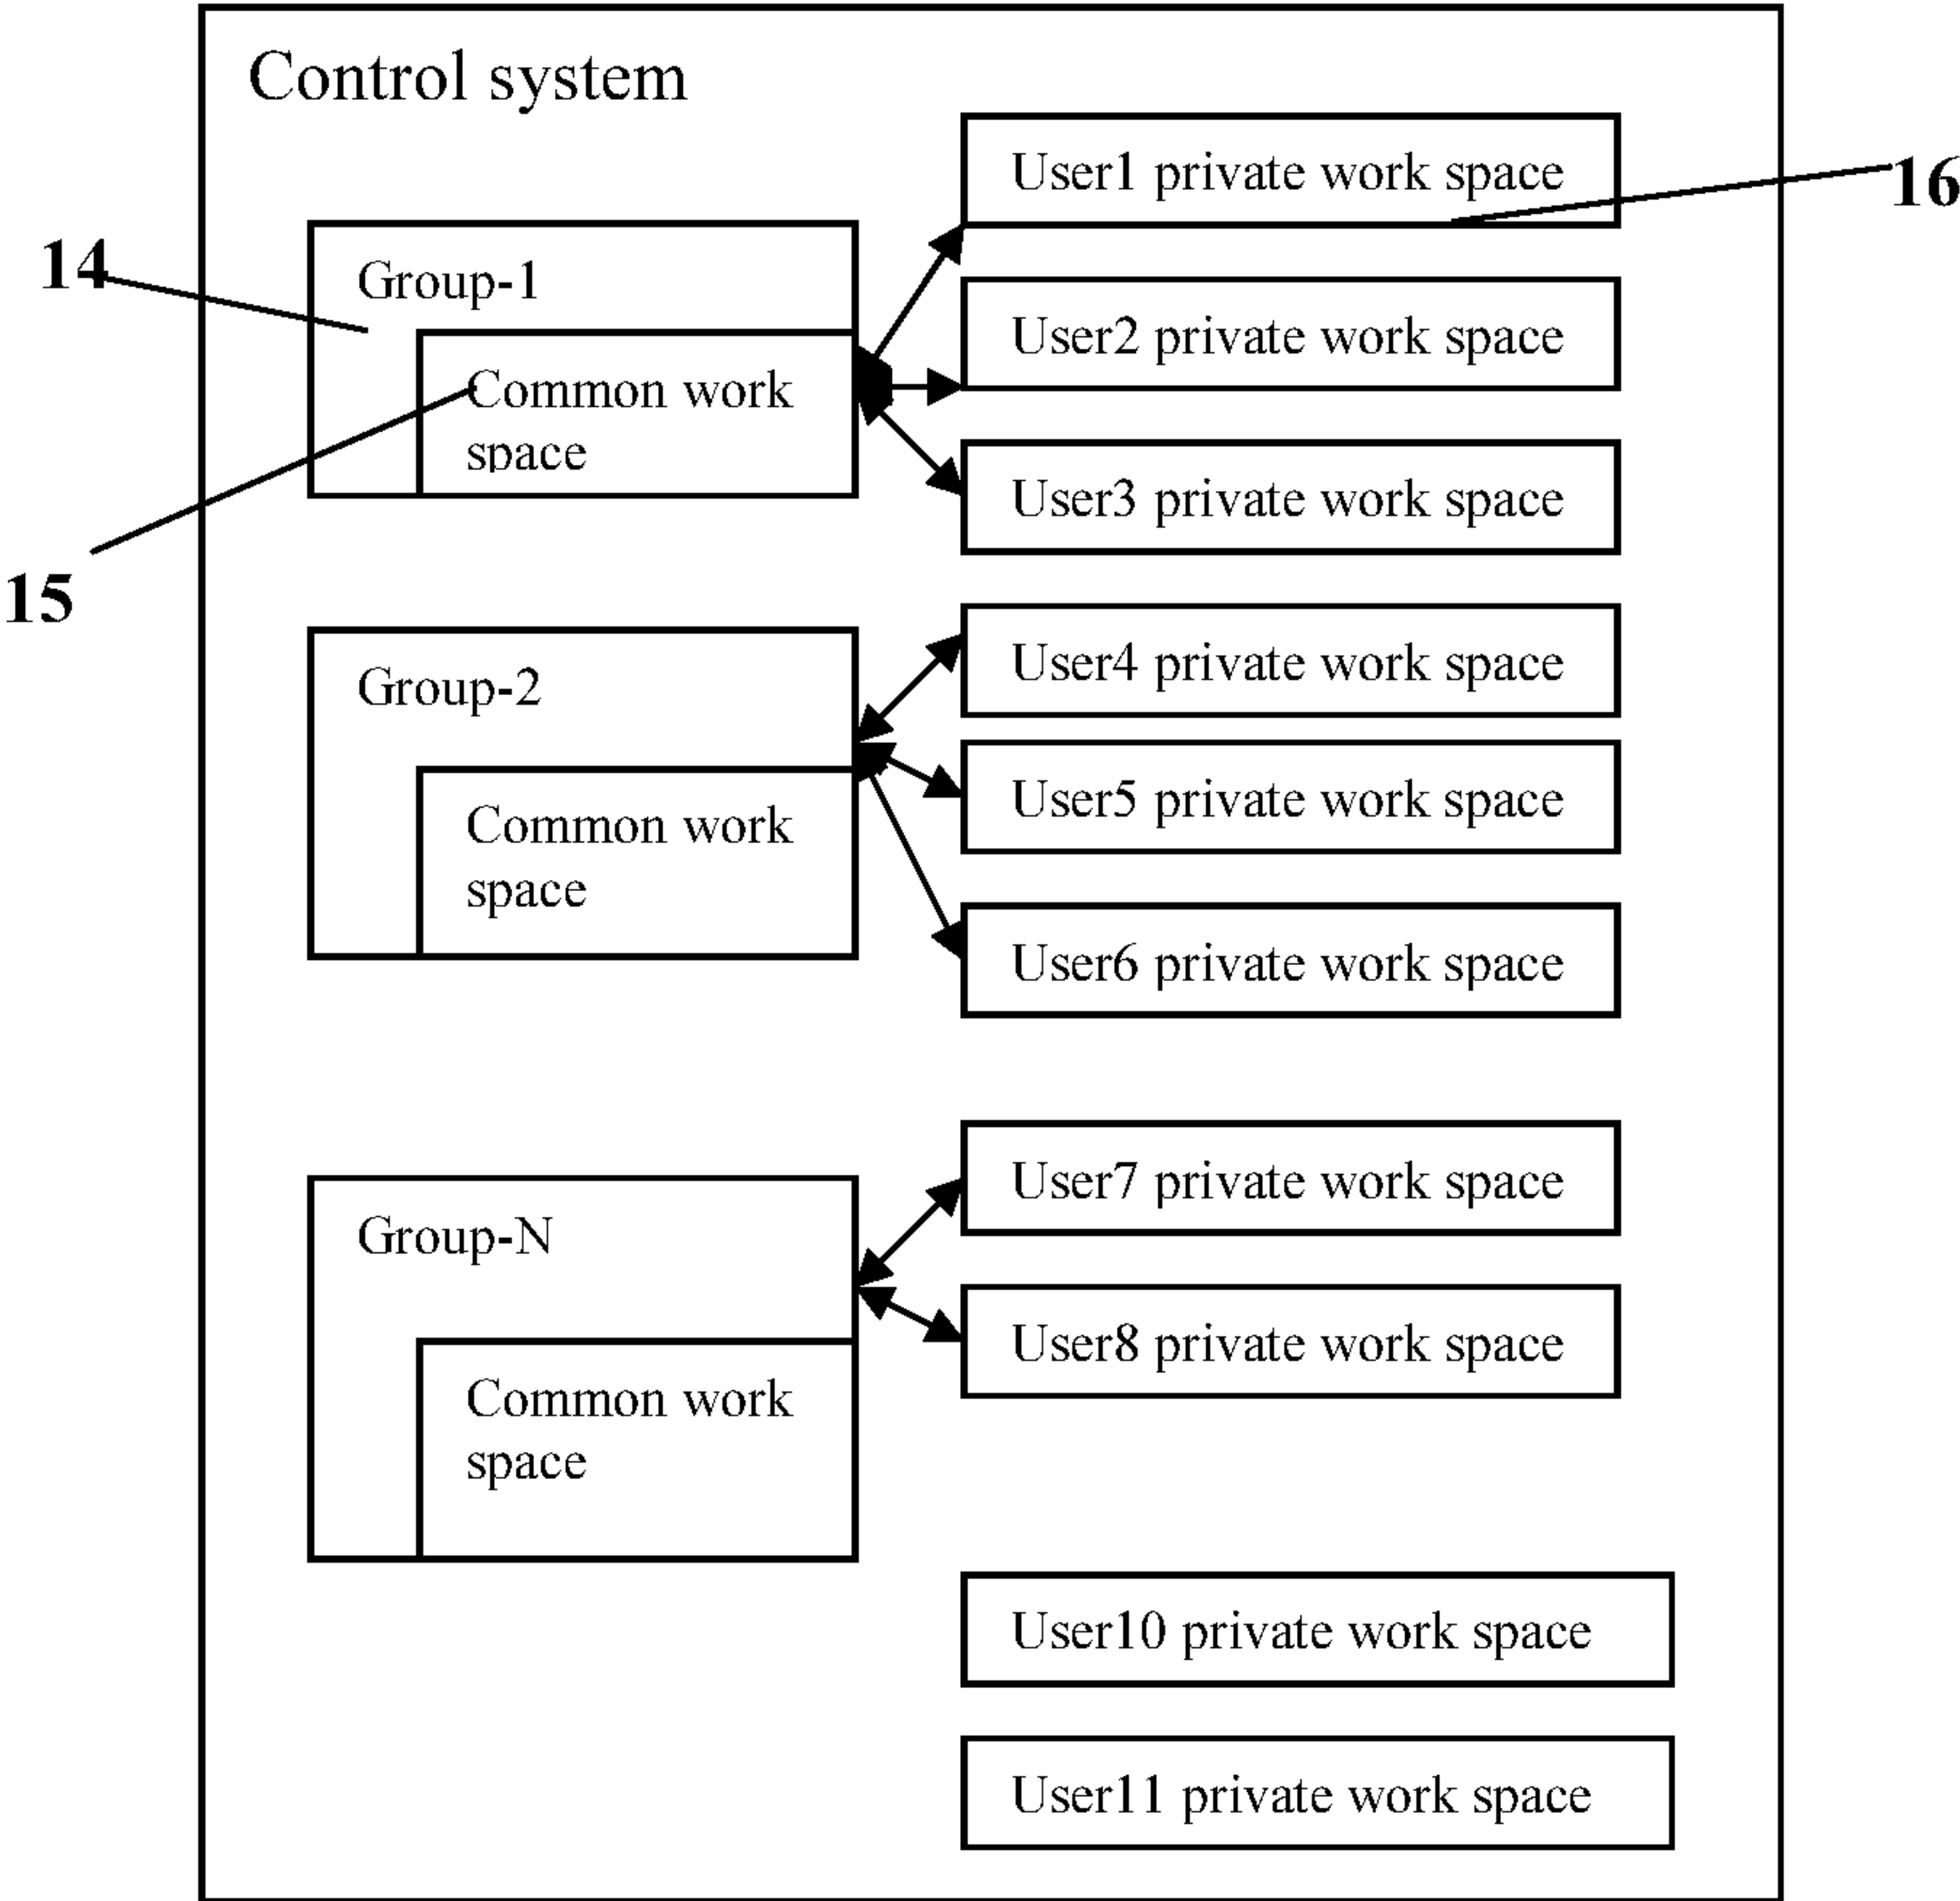 Control system
User1 private work space
16
14
Group-1
User2 private work space
Common work
space
User3 private work space
15
Group-2
User4 private work space
Common work
space
User5 private work space
User6 private work space
Group-N
User7 private work space
User8 private work space
Common work
space
User10 private work space
User11 private work space